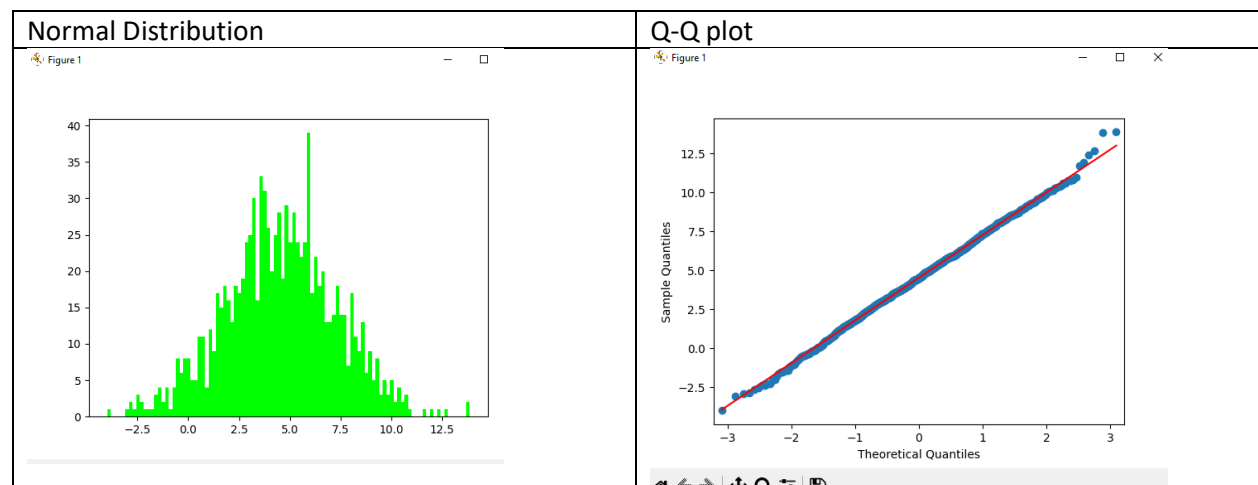 Normal Distribution
Q-Q plot
Figure 1
Figure 1
40
35
30
25
20
15
10
5
0
−2.5 0.0 2.5 5.0 7.5 10.0 12.5
Sample Quantiles
12.5
10.0
7.5
5.0
2.5
0.0
−2.5
−3 −2 −1 0 1 2 3
Theoretical Quantiles